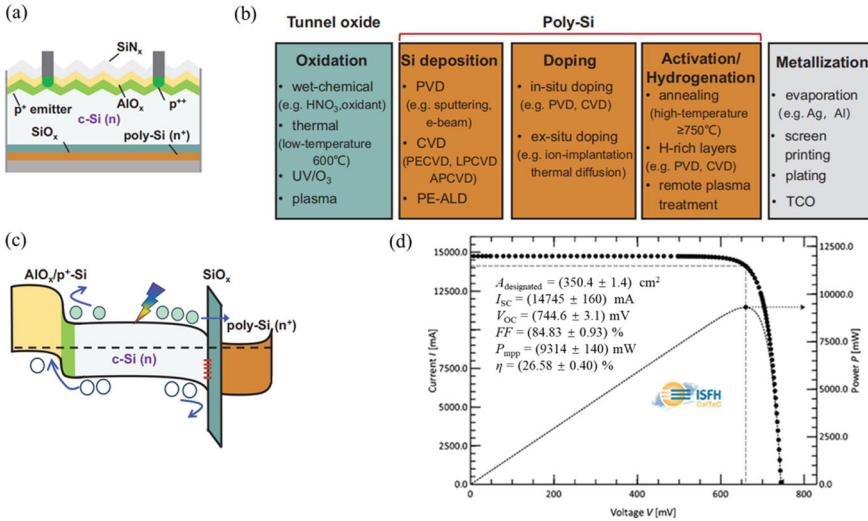 (a)
SiNₓ
p⁺ emitter
AlOₓ
p⁺⁺
c-Si (n)
SiOₓ
poly-Si (n⁺)
(b)
Tunnel oxide
Poly-Si
Oxidation
• wet-chemical
(e.g. HNO₃,oxidant)
• thermal
(low-temperature
600℃)
• UV/O₃
• plasma
Si deposition
• PVD
(e.g. sputtering,
e-beam)
• CVD
(PECVD, LPCVD
APCVD)
• PE-ALD
Doping
• in-situ doping
(e.g. PVD, CVD)
• ex-situ doping
(e.g. ion-implantation
thermal diffusion)
Activation/
Hydrogenation
• annealing
(high-temperature
≥750℃)
• H-rich layers
(e.g. PVD, CVD)
• remote plasma
treatment
Metallization
• evaporation
(e.g. Ag, Al)
• screen
printing
• plating
• TCO
(c)
AlOₓ/p⁺-Si
SiOₓ
poly-Si (n⁺)
c-Si (n)
(d)
15000.0
12500.0
10000.0
7500.0
5000.0
2500.0
0.0
Current I [mA]
A_designated = (350.4 ± 1.4) cm²
I_SC = (14745 ± 160) mA
V_OC = (744.6 ± 3.1) mV
FF = (84.83 ± 0.93) %
P_mpp = (9314 ± 140) mW
η = (26.58 ± 0.40) %
ISFH
CalTeC
12500.0
10000.0
7500.0
5000.0
2500.0
0.0
Power P [mW]
0
200
400
600
800
Voltage V [mV]